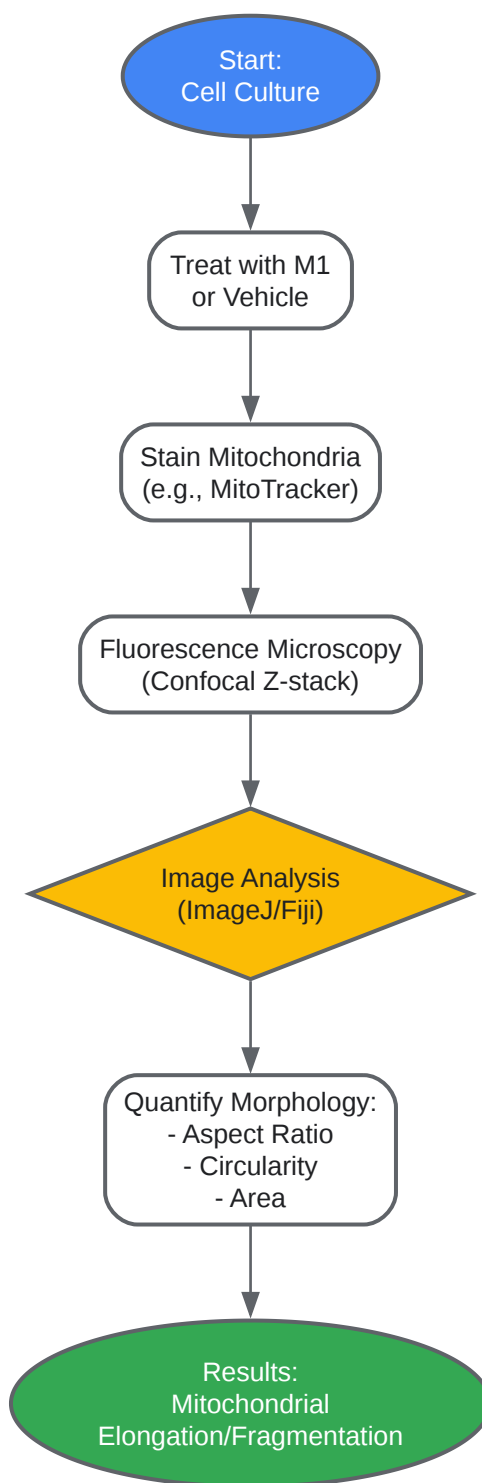 Start:
Cell Culture
Treat with M1
or Vehicle
Stain Mitochondria
(e.g., MitoTracker)
Fluorescence Microscopy
(Confocal Z-stack)
Image Analysis
(ImageJ/Fiji)
Quantify Morphology:
- Aspect Ratio
- Circularity
- Area
Results:
Mitochondrial
Elongation/Fragmentation